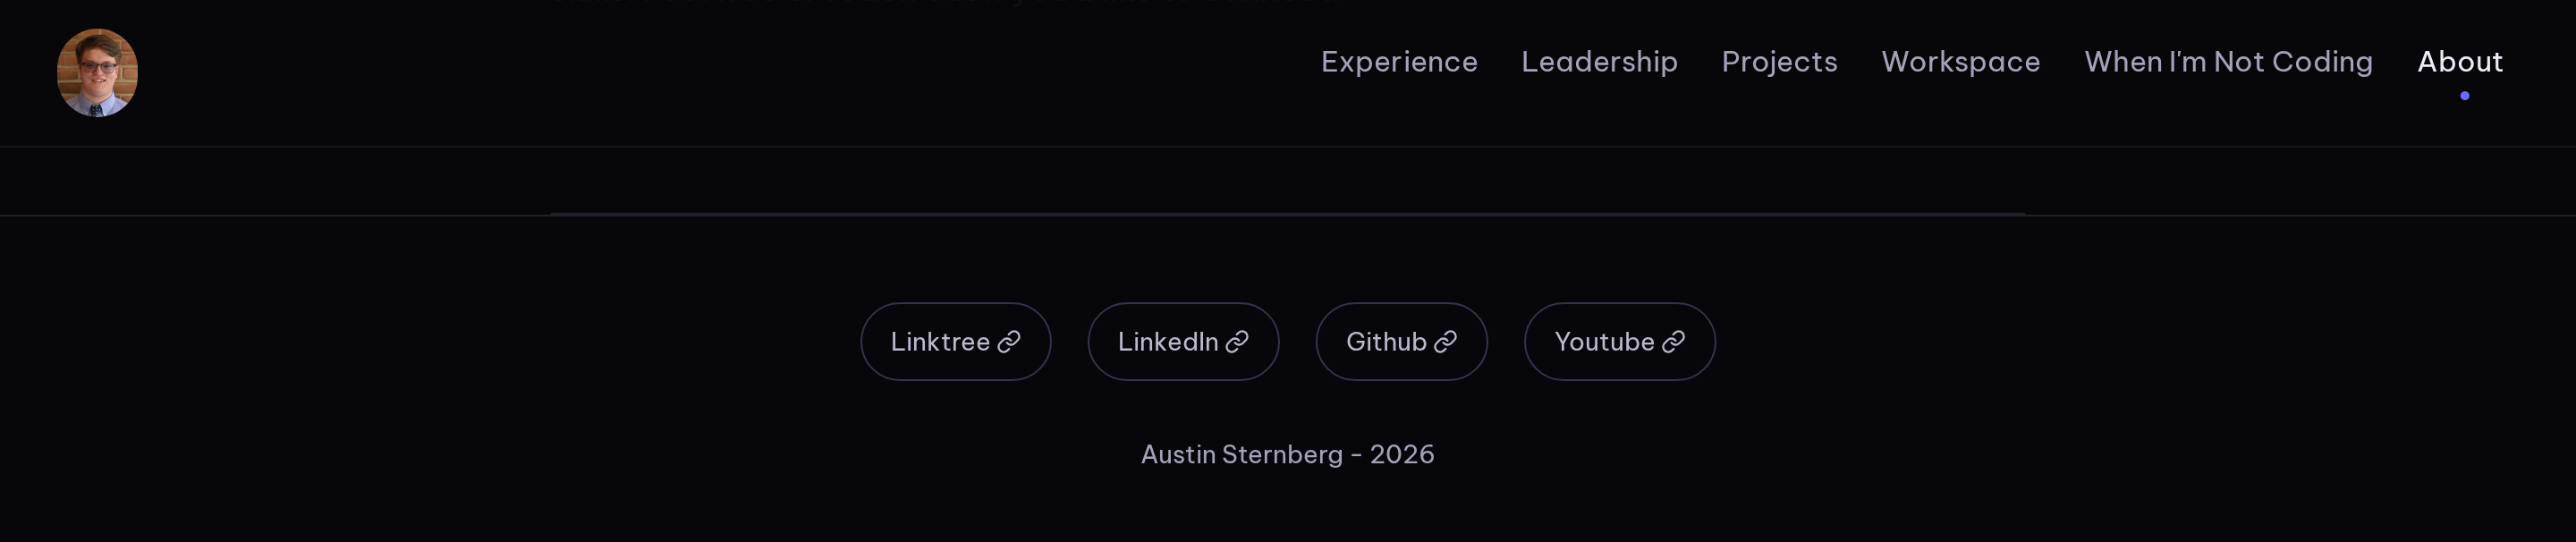 Experience Leadership Projects Workspace When I'm Not Coding About
Linktree LinkedIn Github Youtube
Austin Sternberg - 2026